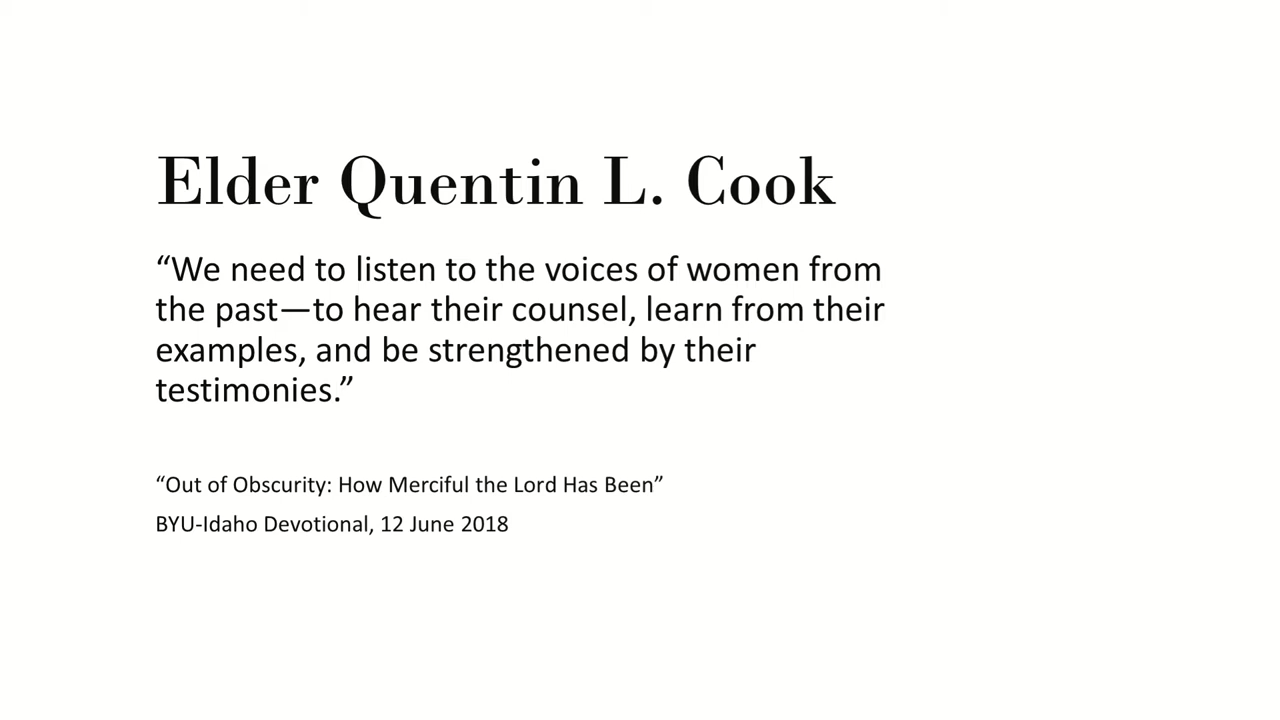 Elder Quentin L. Cook
“We need to listen to the voices of women from
the past—to hear their counsel, learn from their
examples, and be strengthened by their
testimonies.”
“Out of Obscurity: How Merciful the Lord Has Been”
BYU-Idaho Devotional, 12 June 2018